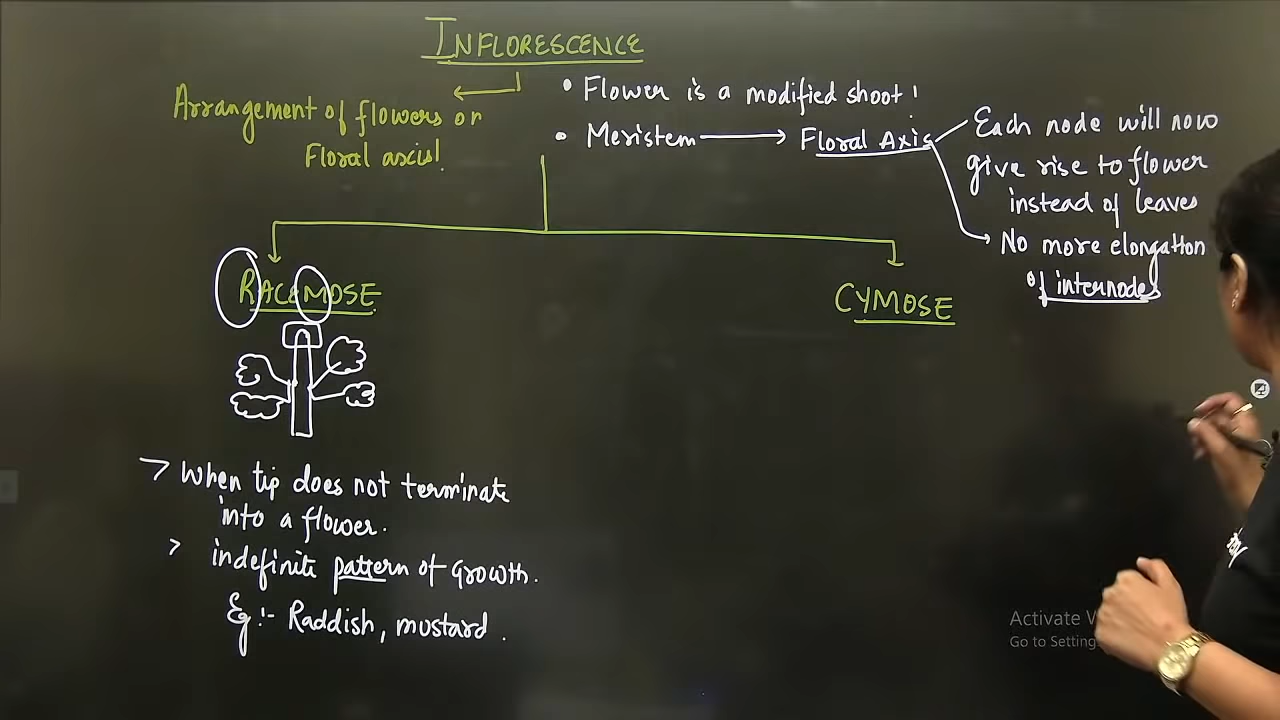 INFLORESCENCE
Arrangement of flowers on
Floral axis!
• Flower is a modified shoot!
• Meristem → Floral Axis
Each node will now
give rise to flower
instead of leaves
→ No more elongation
of internodes
RACEMOSE
CYMOSE
> When tip does not terminate
into a flower.
> indefinite pattern of Growth.
Eg:- Raddish, mustard.
Activate W
Go to Setting